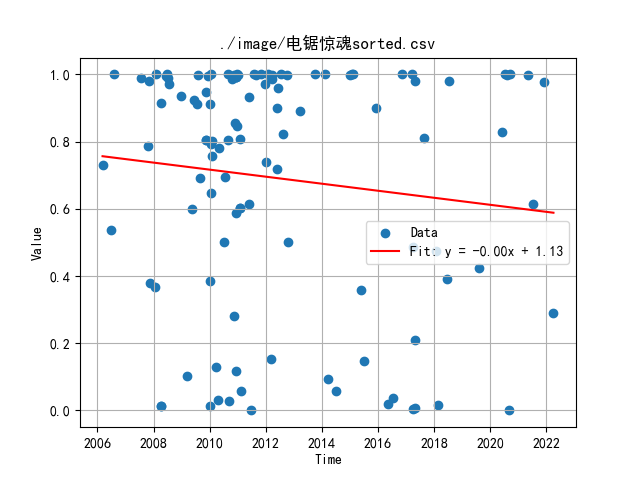 ./image/电锯惊魂sorted.csv
1.0
0.8
0.6
0.4
0.2
0.0
Value
Data
Fit: y = −0.00x + 1.13
2006 2008 2010 2012 2014 2016 2018 2020 2022
Time